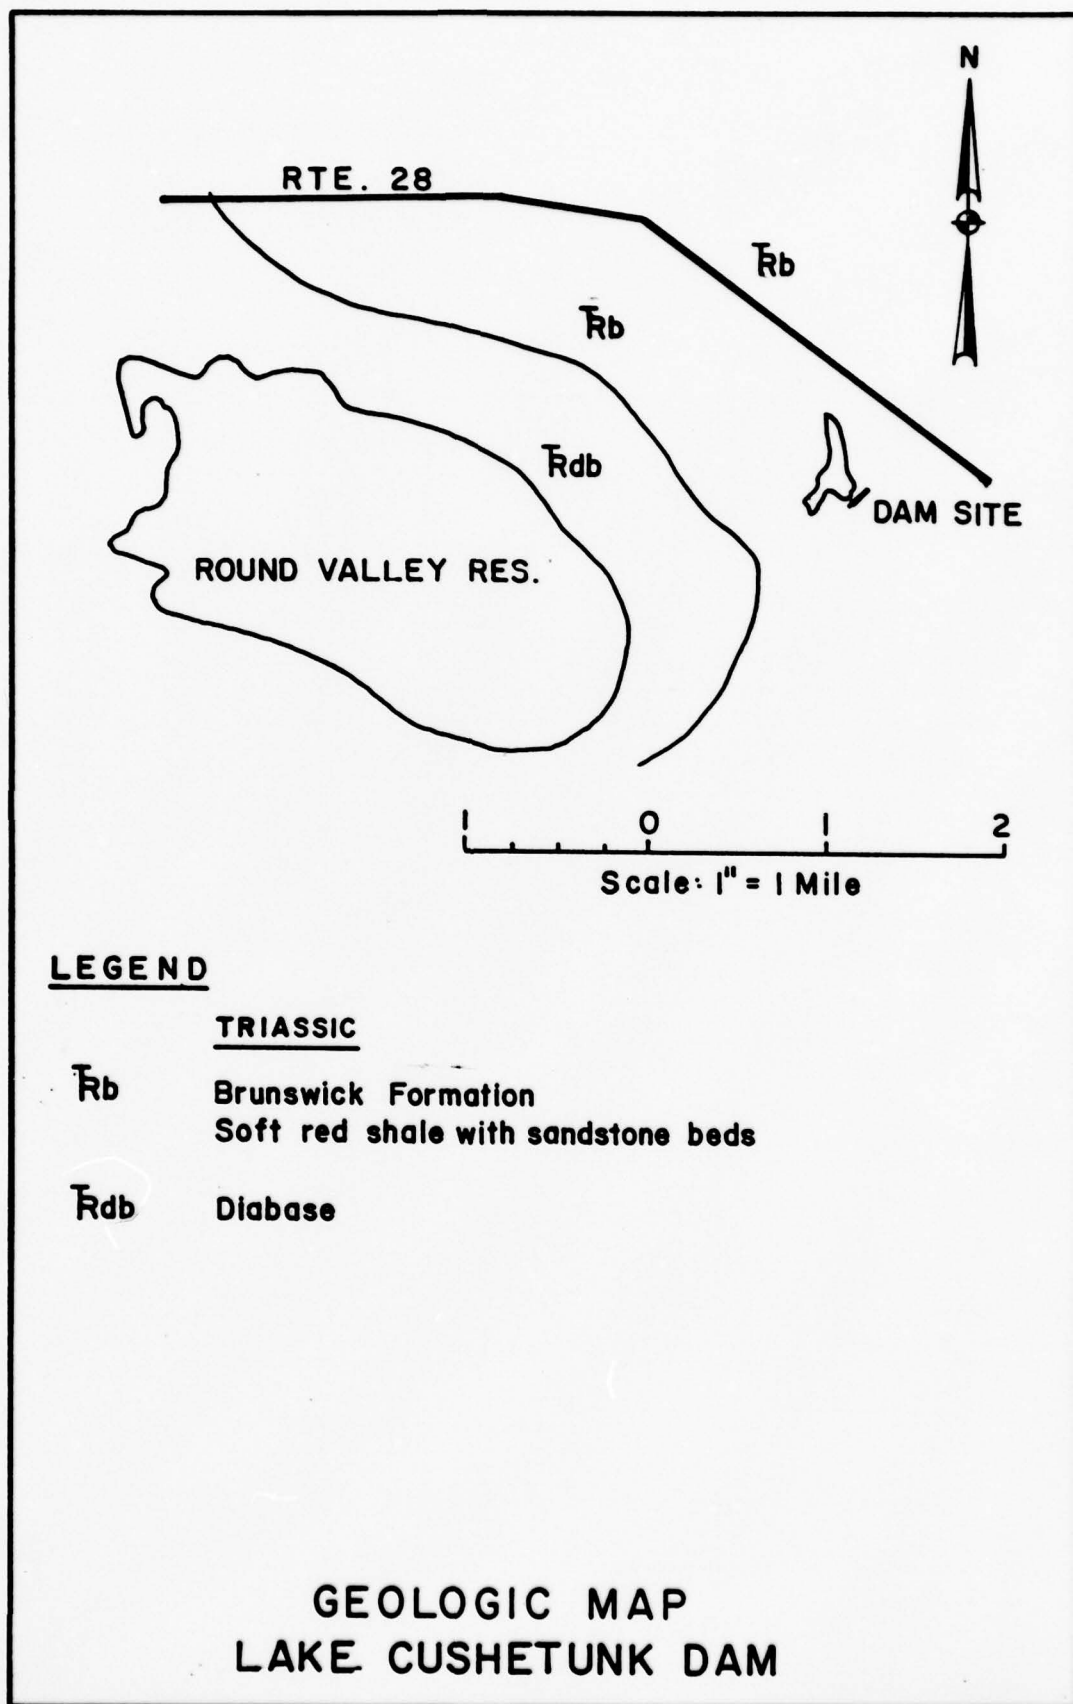 N
RTE. 28
TRb
TRb
TRdb
DAM SITE
ROUND VALLEY RES.
1 0 1 2
Scale: 1" = 1 Mile
LEGEND
TRIASSIC
TRb Brunswick Formation
Soft red shale with sandstone beds
TRdb Diabase
GEOLOGIC MAP
LAKE CUSHETUNK DAM